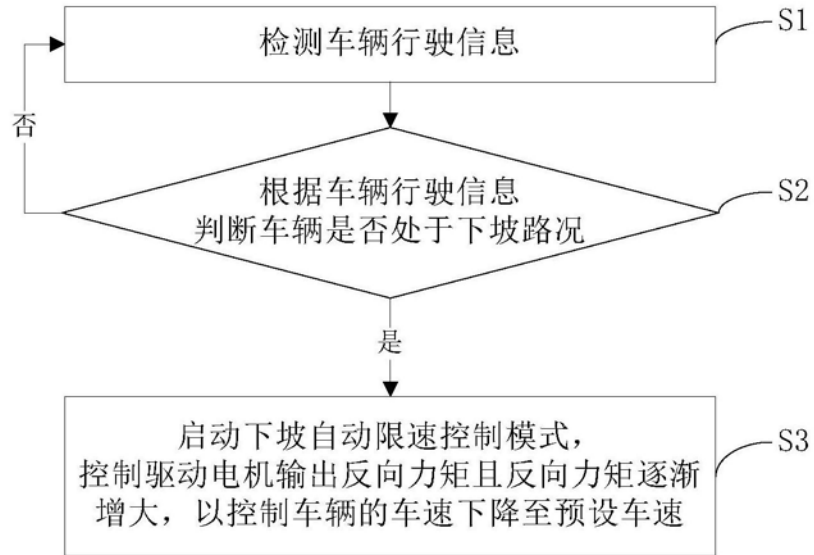 检测车辆行驶信息
S1
否
根据车辆行驶信息
判断车辆是否处于下坡路况
S2
是
启动下坡自动限速控制模式，
控制驱动电机输出反向力矩且反向力矩逐渐
增大，以控制车辆的车速下降至预设车速
S3